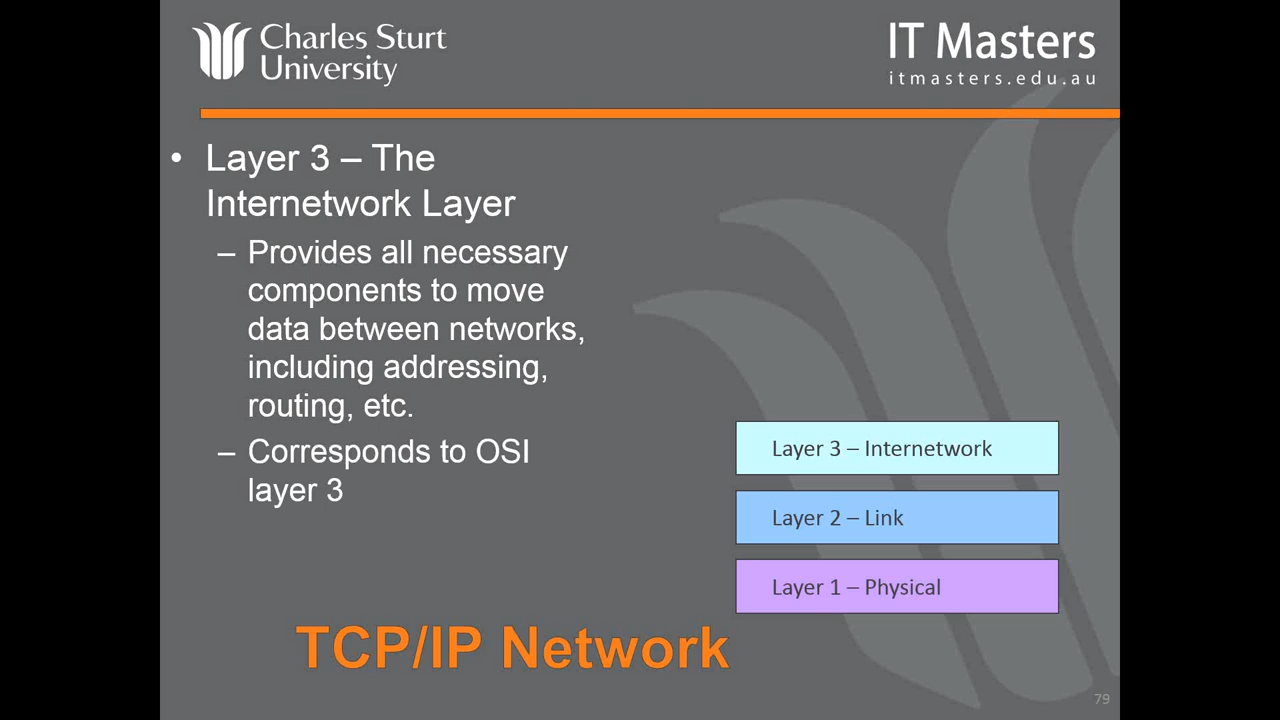 Charles Sturt
University
IT Masters
itmasters.edu.au
• Layer 3 – The
Internetwork Layer
– Provides all necessary
components to move
data between networks,
including addressing,
routing, etc.
– Corresponds to OSI
layer 3
Layer 3 – Internetwork
Layer 2 – Link
Layer 1 – Physical
TCP/IP Network
79